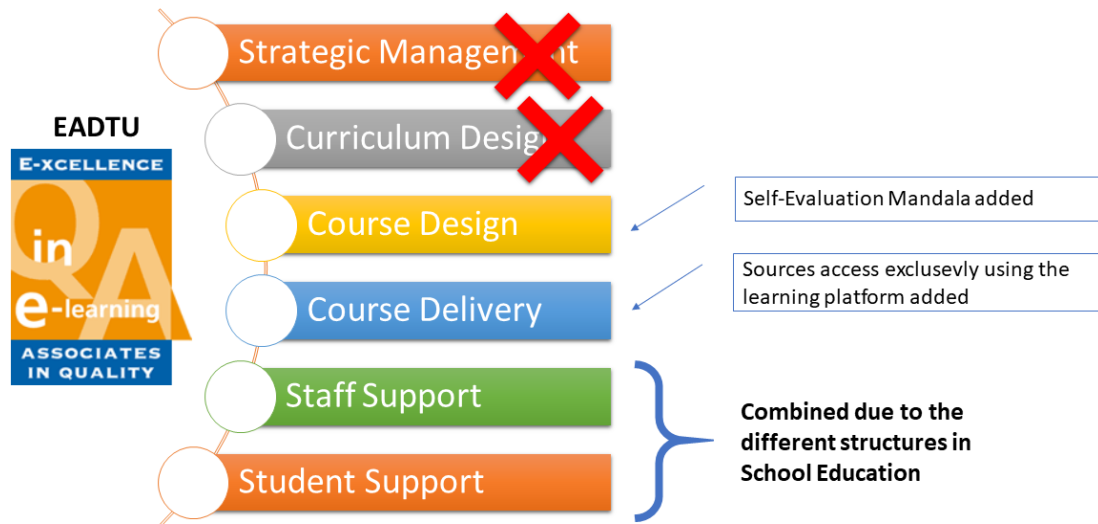 Strategic Management
Curriculum Design
EADTU
E-XCELLENCE
QA
in
e-learning
ASSOCIATES
IN QUALITY
Course Design
Self-Evaluation Mandala added
Course Delivery
Sources access exclusevly using the
learning platform added
Staff Support
Student Support
Combined due to the
different structures in
School Education